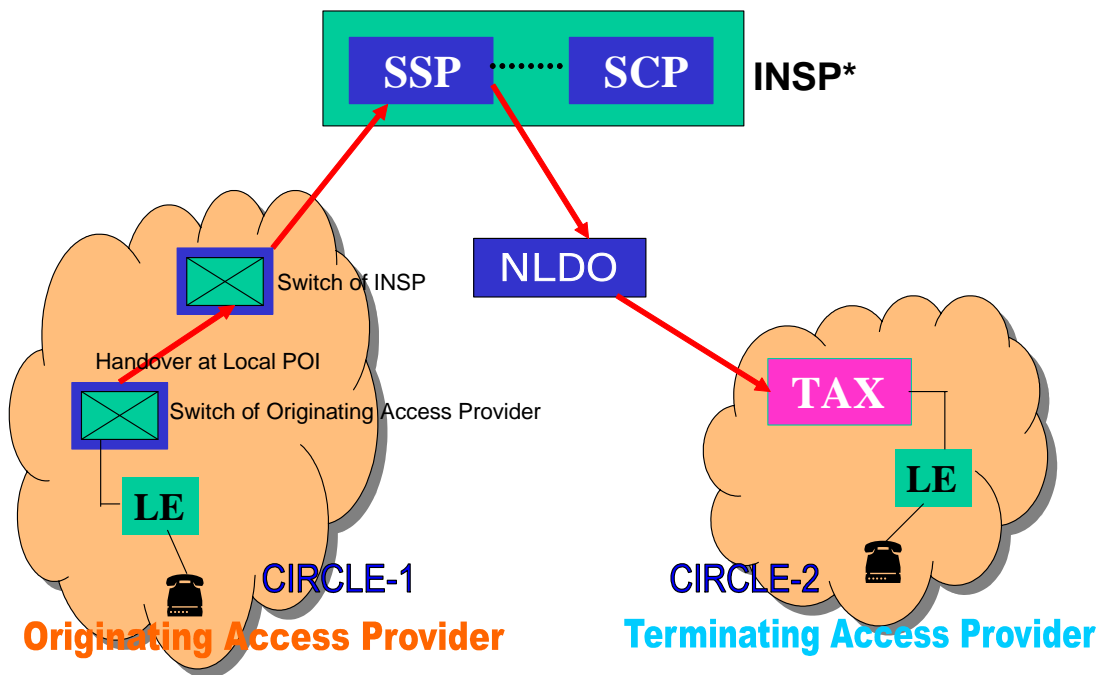 SSP
SCP
INSP*
Switch of INSP
NLDO
Handover at Local POI
Switch of Originating Access Provider
TAX
LE
LE
CIRCLE-1
CIRCLE-2
Originating Access Provider
Terminating Access Provider